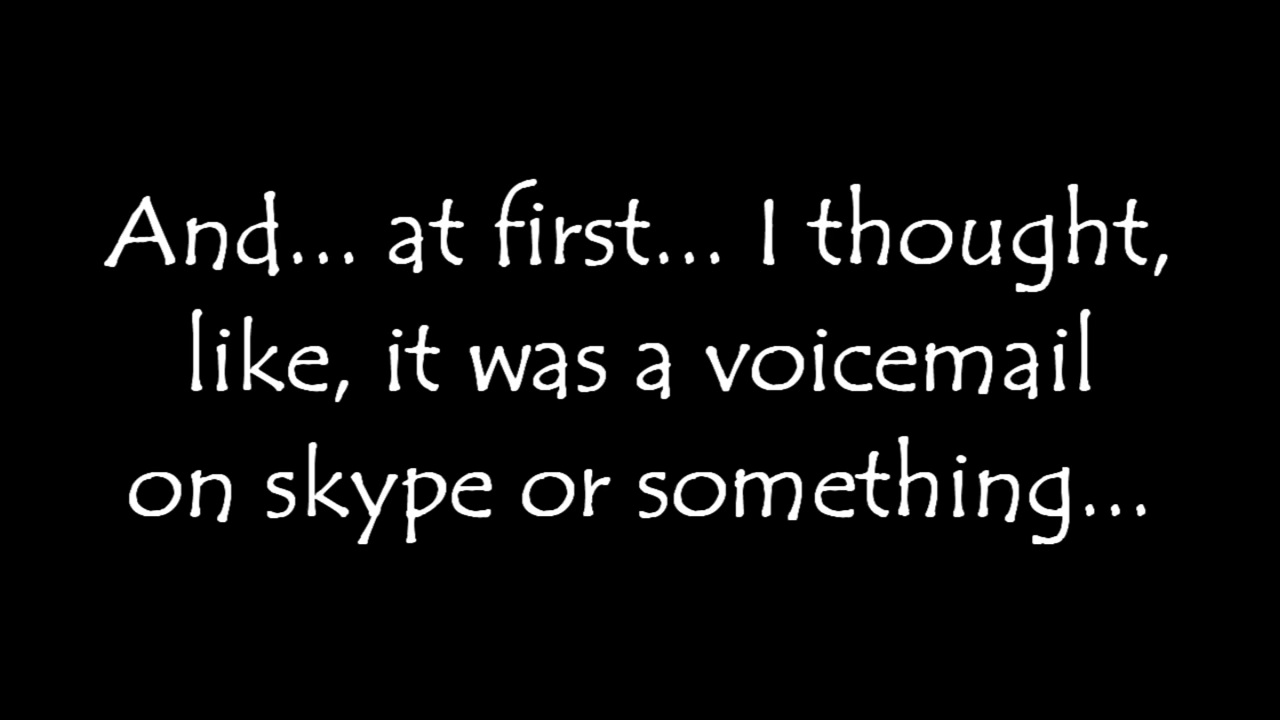 And... at first... I thought,
like, it was a voicemail
on skype or something...